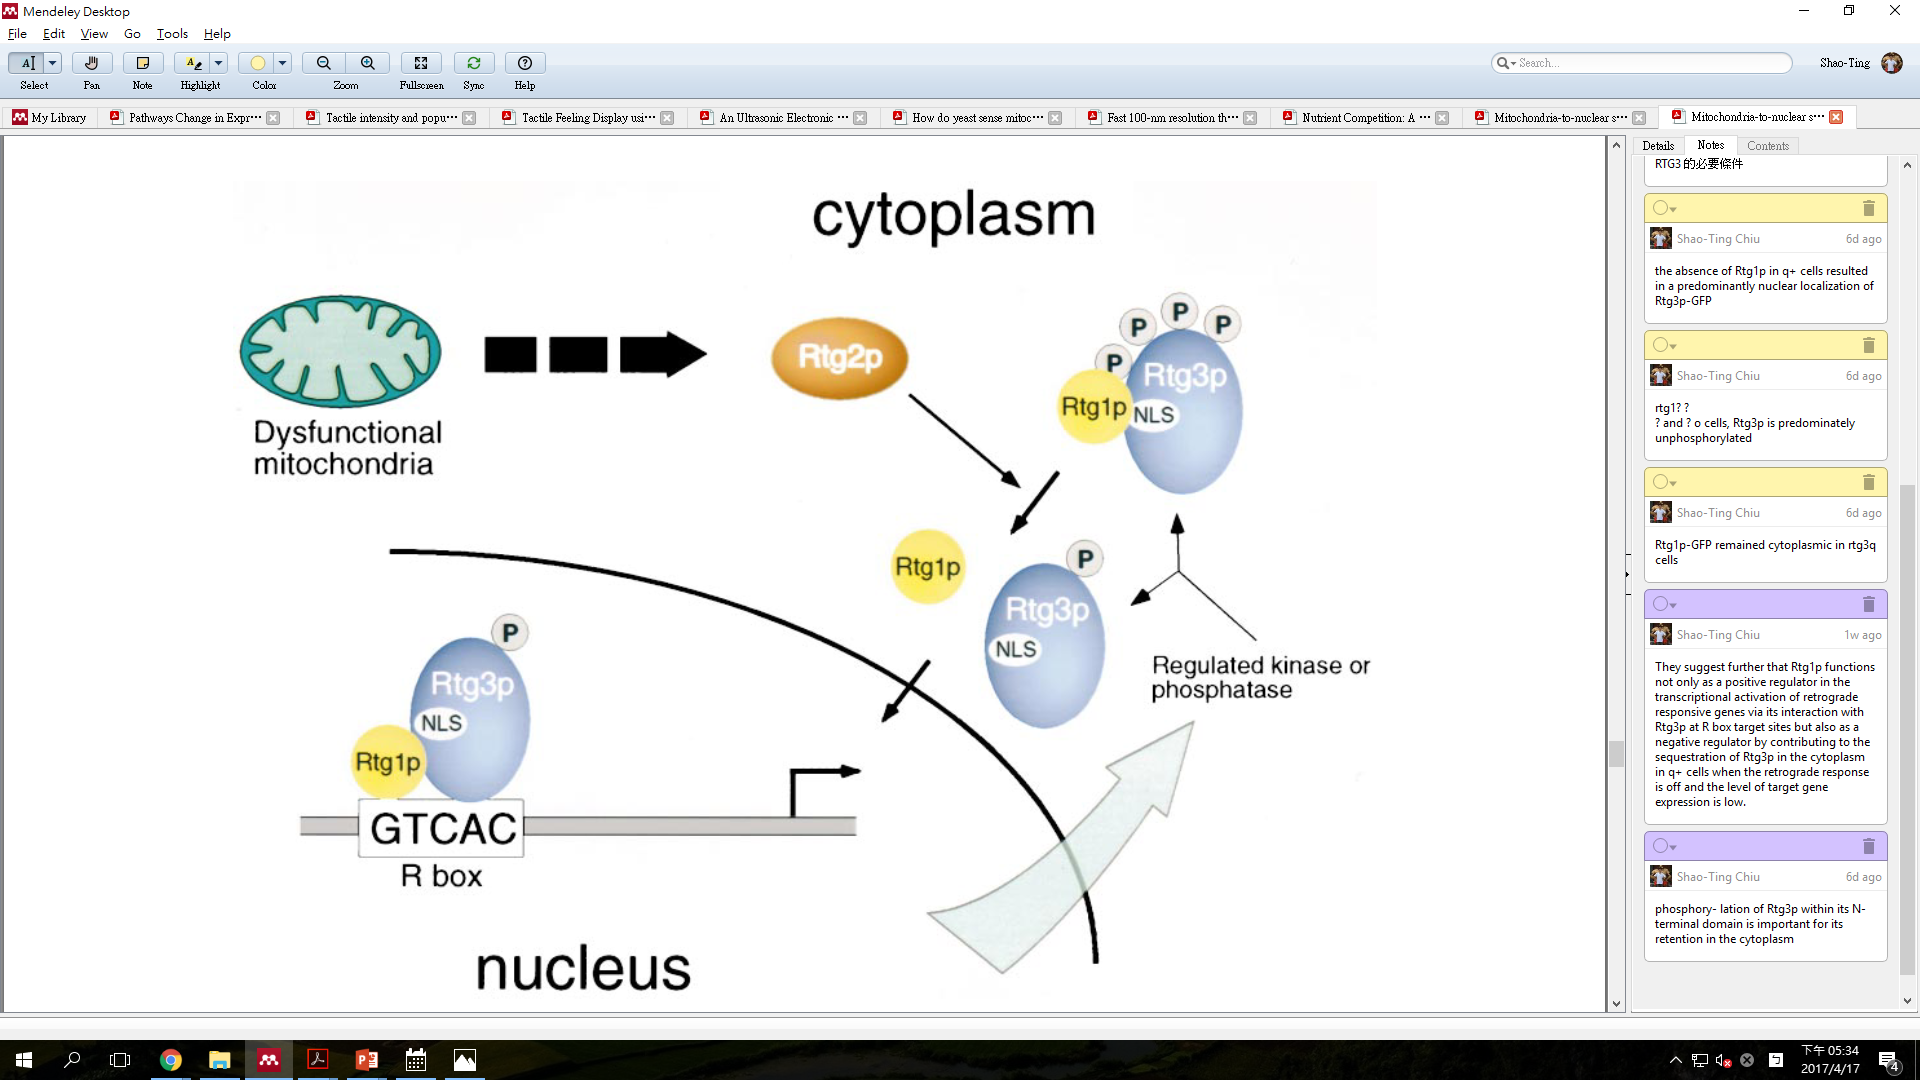 Mendeley Desktop
File Edit View Go Tools Help
Select Pan Note Highlight Color Zoom Fullscreen Sync Help
Search...
Shao-Ting
My Library
Pathways Change in Expr···
Tactile intensity and popu···
Tactile Feeling Display usi···
An Ultrasonic Electronic ···
How do yeast sense mitoc···
Fast 100-nm resolution th···
Nutrient Competition: A ···
Mitochondria-to-nuclear s···
Mitochondria-to-nuclear s···
cytoplasm
Dysfunctional
mitochondria
Rtg2p
P P P P
Rtg3p
Rtg1p
NLS
Rtg1p
P
Rtg3p
NLS
Regulated kinase or
phosphatase
P
Rtg3p
NLS
Rtg1p
GTCAC
R box
nucleus
Details Notes Contents
RTG3的必要條件
Shao-Ting Chiu 6d ago
the absence of Rtg1p in q+ cells resulted
in a predominantly nuclear localization of
Rtg3p-GFP
Shao-Ting Chiu 6d ago
rtg1? ?
? and ? o cells, Rtg3p is predominately
unphosphorylated
Shao-Ting Chiu 6d ago
Rtg1p-GFP remained cytoplasmic in rtg3q
cells
Shao-Ting Chiu 1w ago
They suggest further that Rtg1p functions
not only as a positive regulator in the
transcriptional activation of retrograde
responsive genes via its interaction with
Rtg3p at R box target sites but also as a
negative regulator by contributing to the
sequestration of Rtg3p in the cytoplasm
in q+ cells when the retrograde response
is off and the level of target gene
expression is low.
Shao-Ting Chiu 6d ago
phosphory- lation of Rtg3p within its N-
terminal domain is important for its
retention in the cytoplasm
下午 05:34
2017/4/17
4